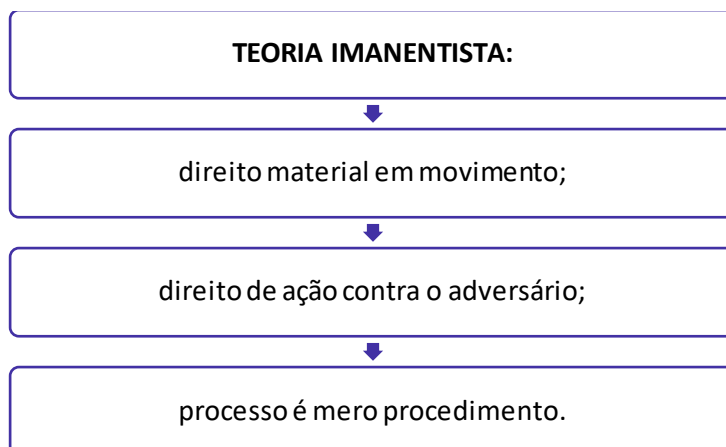 TEORIA IMANENTISTA:
direito material em movimento;
direito de ação contra o adversário;
processo é mero procedimento.